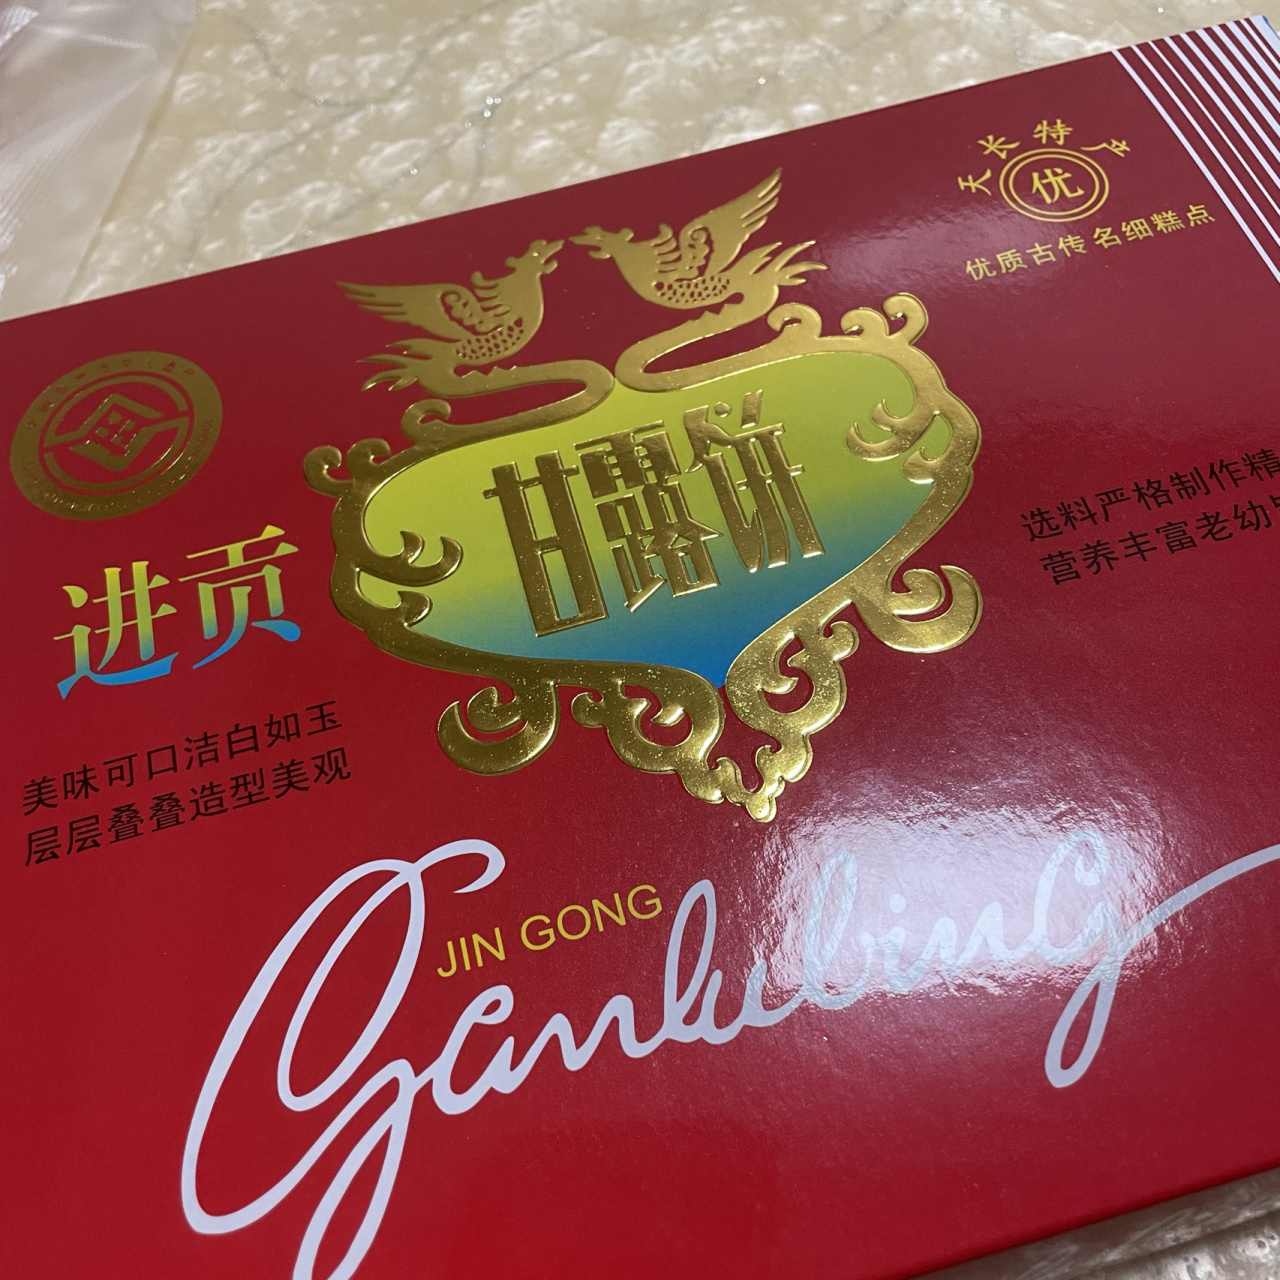 天长特产
优
优质古传名细糕点
甘露饼
进贡
选料严格制作精
营养丰富老幼
美味可口洁白如玉
层层叠叠造型美观
JIN GONG
GanlubinG